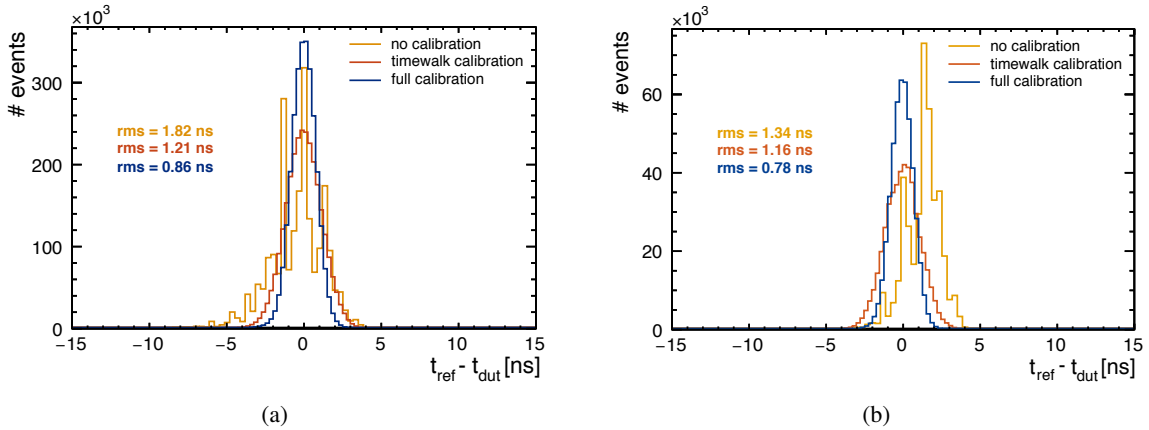 ×10³
# events
300
200
100
0
no calibration
timewalk calibration
full calibration
rms = 1.82 ns
rms = 1.21 ns
rms = 0.86 ns
−15 −10 −5 0 5 10 15
t_ref - t_dut [ns]
(a)
×10³
# events
60
40
20
0
no calibration
timewalk calibration
full calibration
rms = 1.34 ns
rms = 1.16 ns
rms = 0.78 ns
−15 −10 −5 0 5 10 15
t_ref - t_dut [ns]
(b)